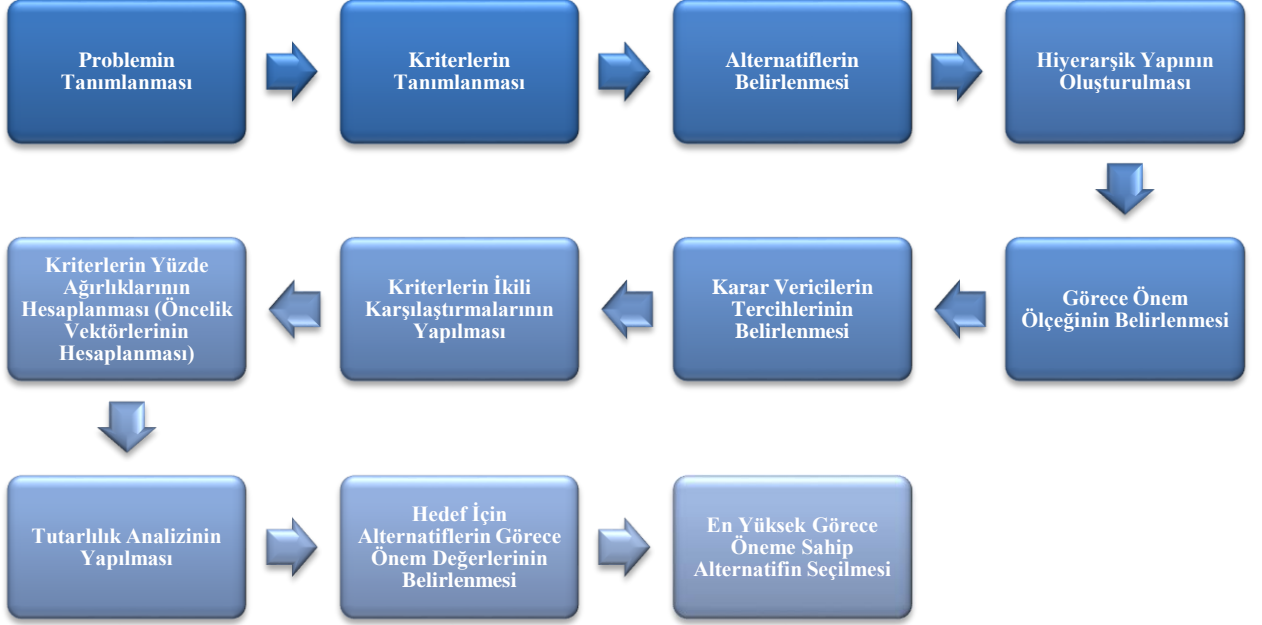 Problemin
Tanımlanması
Kriterlerin
Tanımlanması
Alternatiflerin
Belirlenmesi
Hiyerarşik Yapının
Oluşturulması
Görece Önem
Ölçeğinin Belirlenmesi
Karar Vericilerin
Tercihlerinin
Belirlenmesi
Kriterlerin İkili
Karşılaştırmalarının
Yapılması
Kriterlerin Yüzde
Ağırlıklarının
Hesaplanması (Öncelik
Vektörlerinin
Hesaplanması)
Tutarlılık Analizinin
Yapılması
Hedef İçin
Alternatiflerin Görece
Önem Değerlerinin
Belirlenmesi
En Yüksek Görece
Öneme Sahip
Alternatifin Seçilmesi